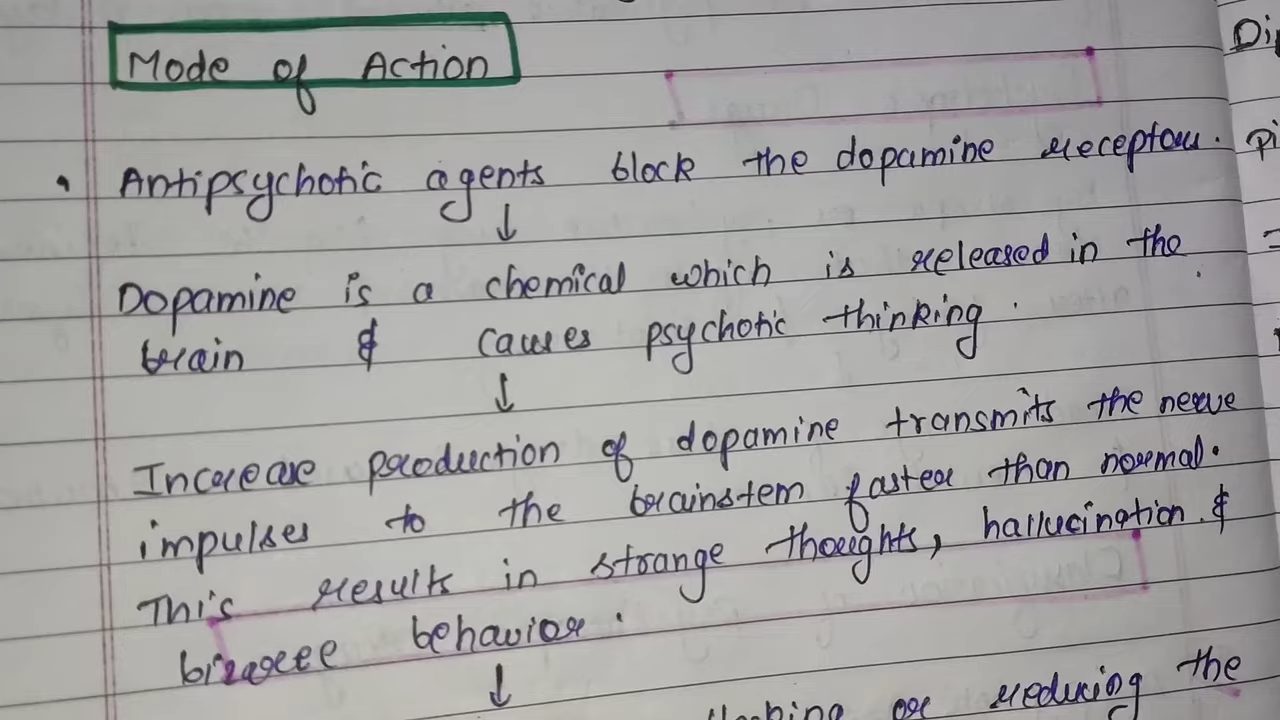 Mode of Action
• Antipsychotic agents block the dopamine receptors.
↓
Dopamine is a chemical which is released in the
brain & causes psychotic thinking.
↓
Increase production of dopamine transmits the nerve
impulses to the brainstem faster than normal.
This results in strange thoughts, hallucination &
bizaree behavior.
↓
or reducing the
Pi